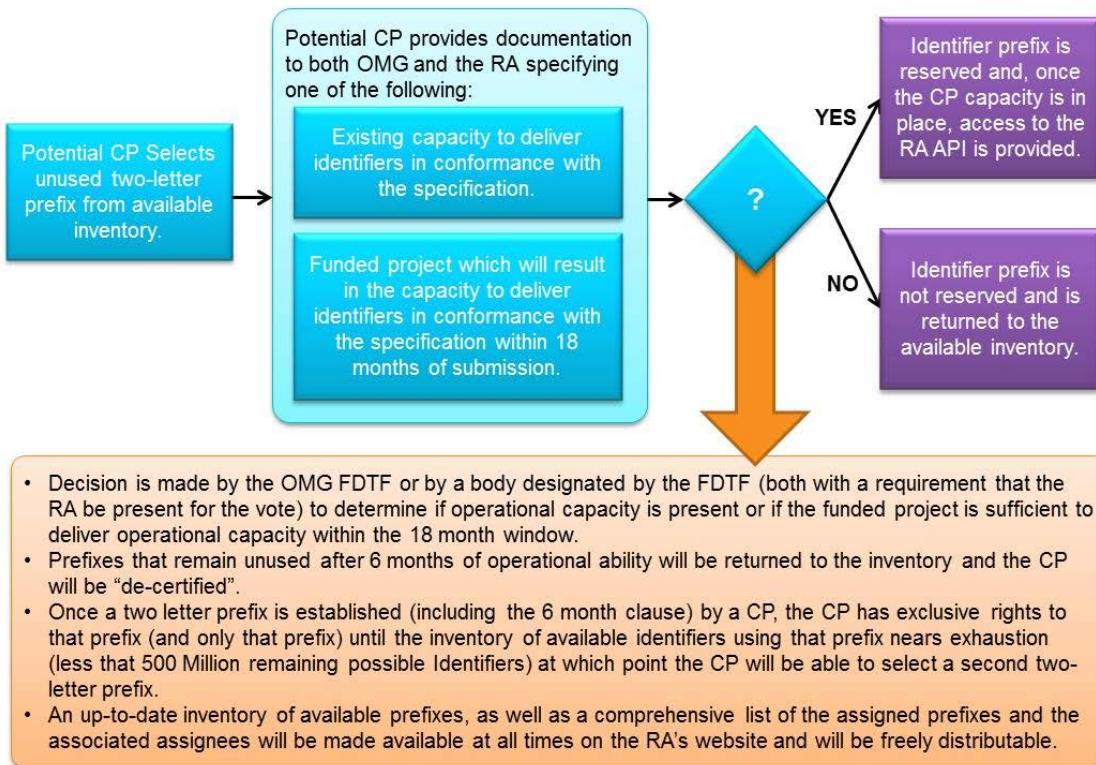 Potential CP Selects
unused two-letter
prefix from available
inventory.
Potential CP provides documentation
to both OMG and the RA specifying
one of the following:
Existing capacity to deliver
identifiers in conformance with
the specification.
Funded project which will result
in the capacity to deliver
identifiers in conformance with
the specification within 18
months of submission.
?
YES
NO
Identifier prefix is
reserved and, once
the CP capacity is in
place, access to the
RA API is provided.
Identifier prefix is
not reserved and is
returned to the
available inventory.
• Decision is made by the OMG FDTF or by a body designated by the FDTF (both with a requirement that the
RA be present for the vote) to determine if operational capacity is present or if the funded project is sufficient to
deliver operational capacity within the 18 month window.
• Prefixes that remain unused after 6 months of operational ability will be returned to the inventory and the CP
will be “de-certified”.
• Once a two letter prefix is established (including the 6 month clause) by a CP, the CP has exclusive rights to
that prefix (and only that prefix) until the inventory of available identifiers using that prefix nears exhaustion
(less that 500 Million remaining possible Identifiers) at which point the CP will be able to select a second two-
letter prefix.
• An up-to-date inventory of available prefixes, as well as a comprehensive list of the assigned prefixes and the
associated assignees will be made available at all times on the RA’s website and will be freely distributable.